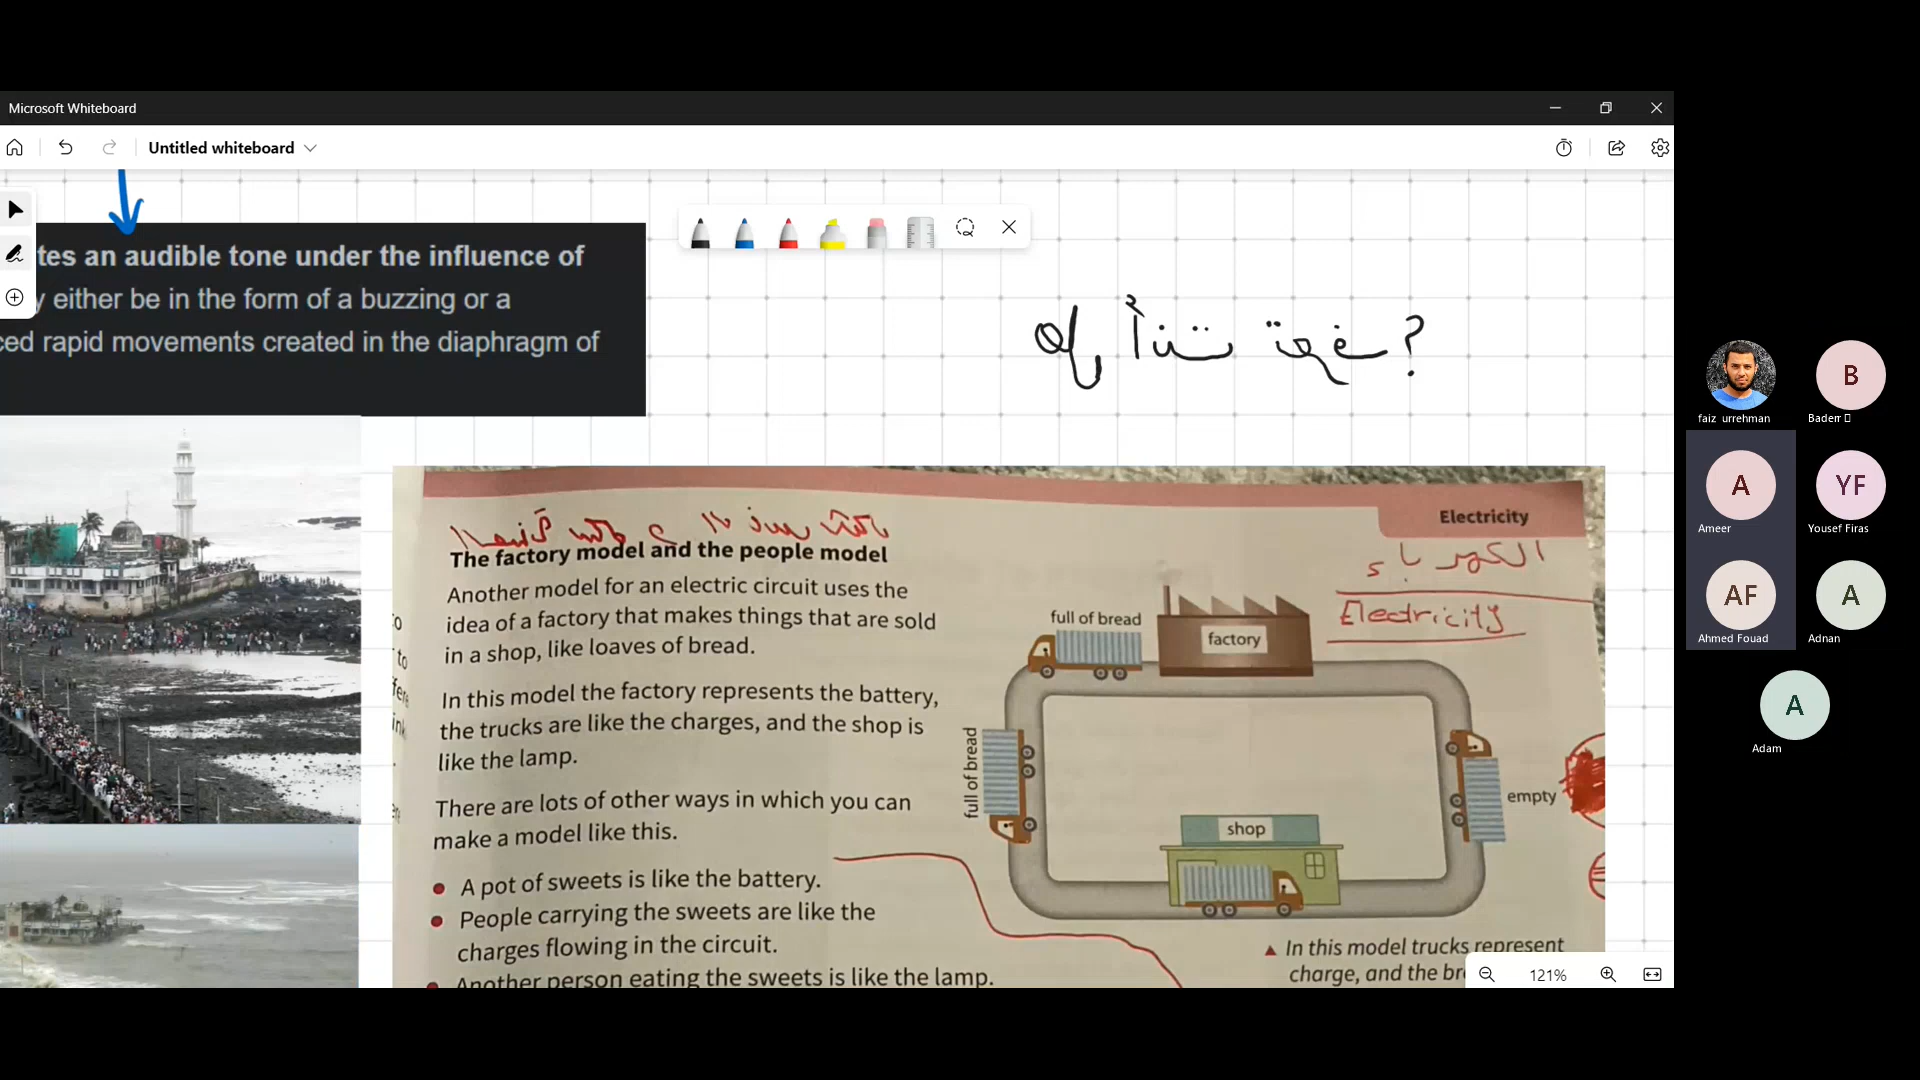 Microsoft Whiteboard
Untitled whiteboard
tes an audible tone under the influence of
y either be in the form of a buzzing or a
ced rapid movements created in the diaphragm of
?
Electricity
Electricity
The factory model and the people model
Another model for an electric circuit uses the
idea of a factory that makes things that are sold
in a shop, like loaves of bread.
In this model the factory represents the battery,
the trucks are like the charges, and the shop is
like the lamp.
There are lots of other ways in which you can
make a model like this.
• A pot of sweets is like the battery.
• People carrying the sweets are like the
charges flowing in the circuit.
• Another person eating the sweets is like the lamp.
full of bread
factory
full of bread
empty
shop
▲ In this model trucks represent
charge, and the br
121%
faiz urrehman
B
Baderr
A
Ameer
YF
Yousef Firas
AF
Ahmed Fouad
A
Adnan
A
Adam